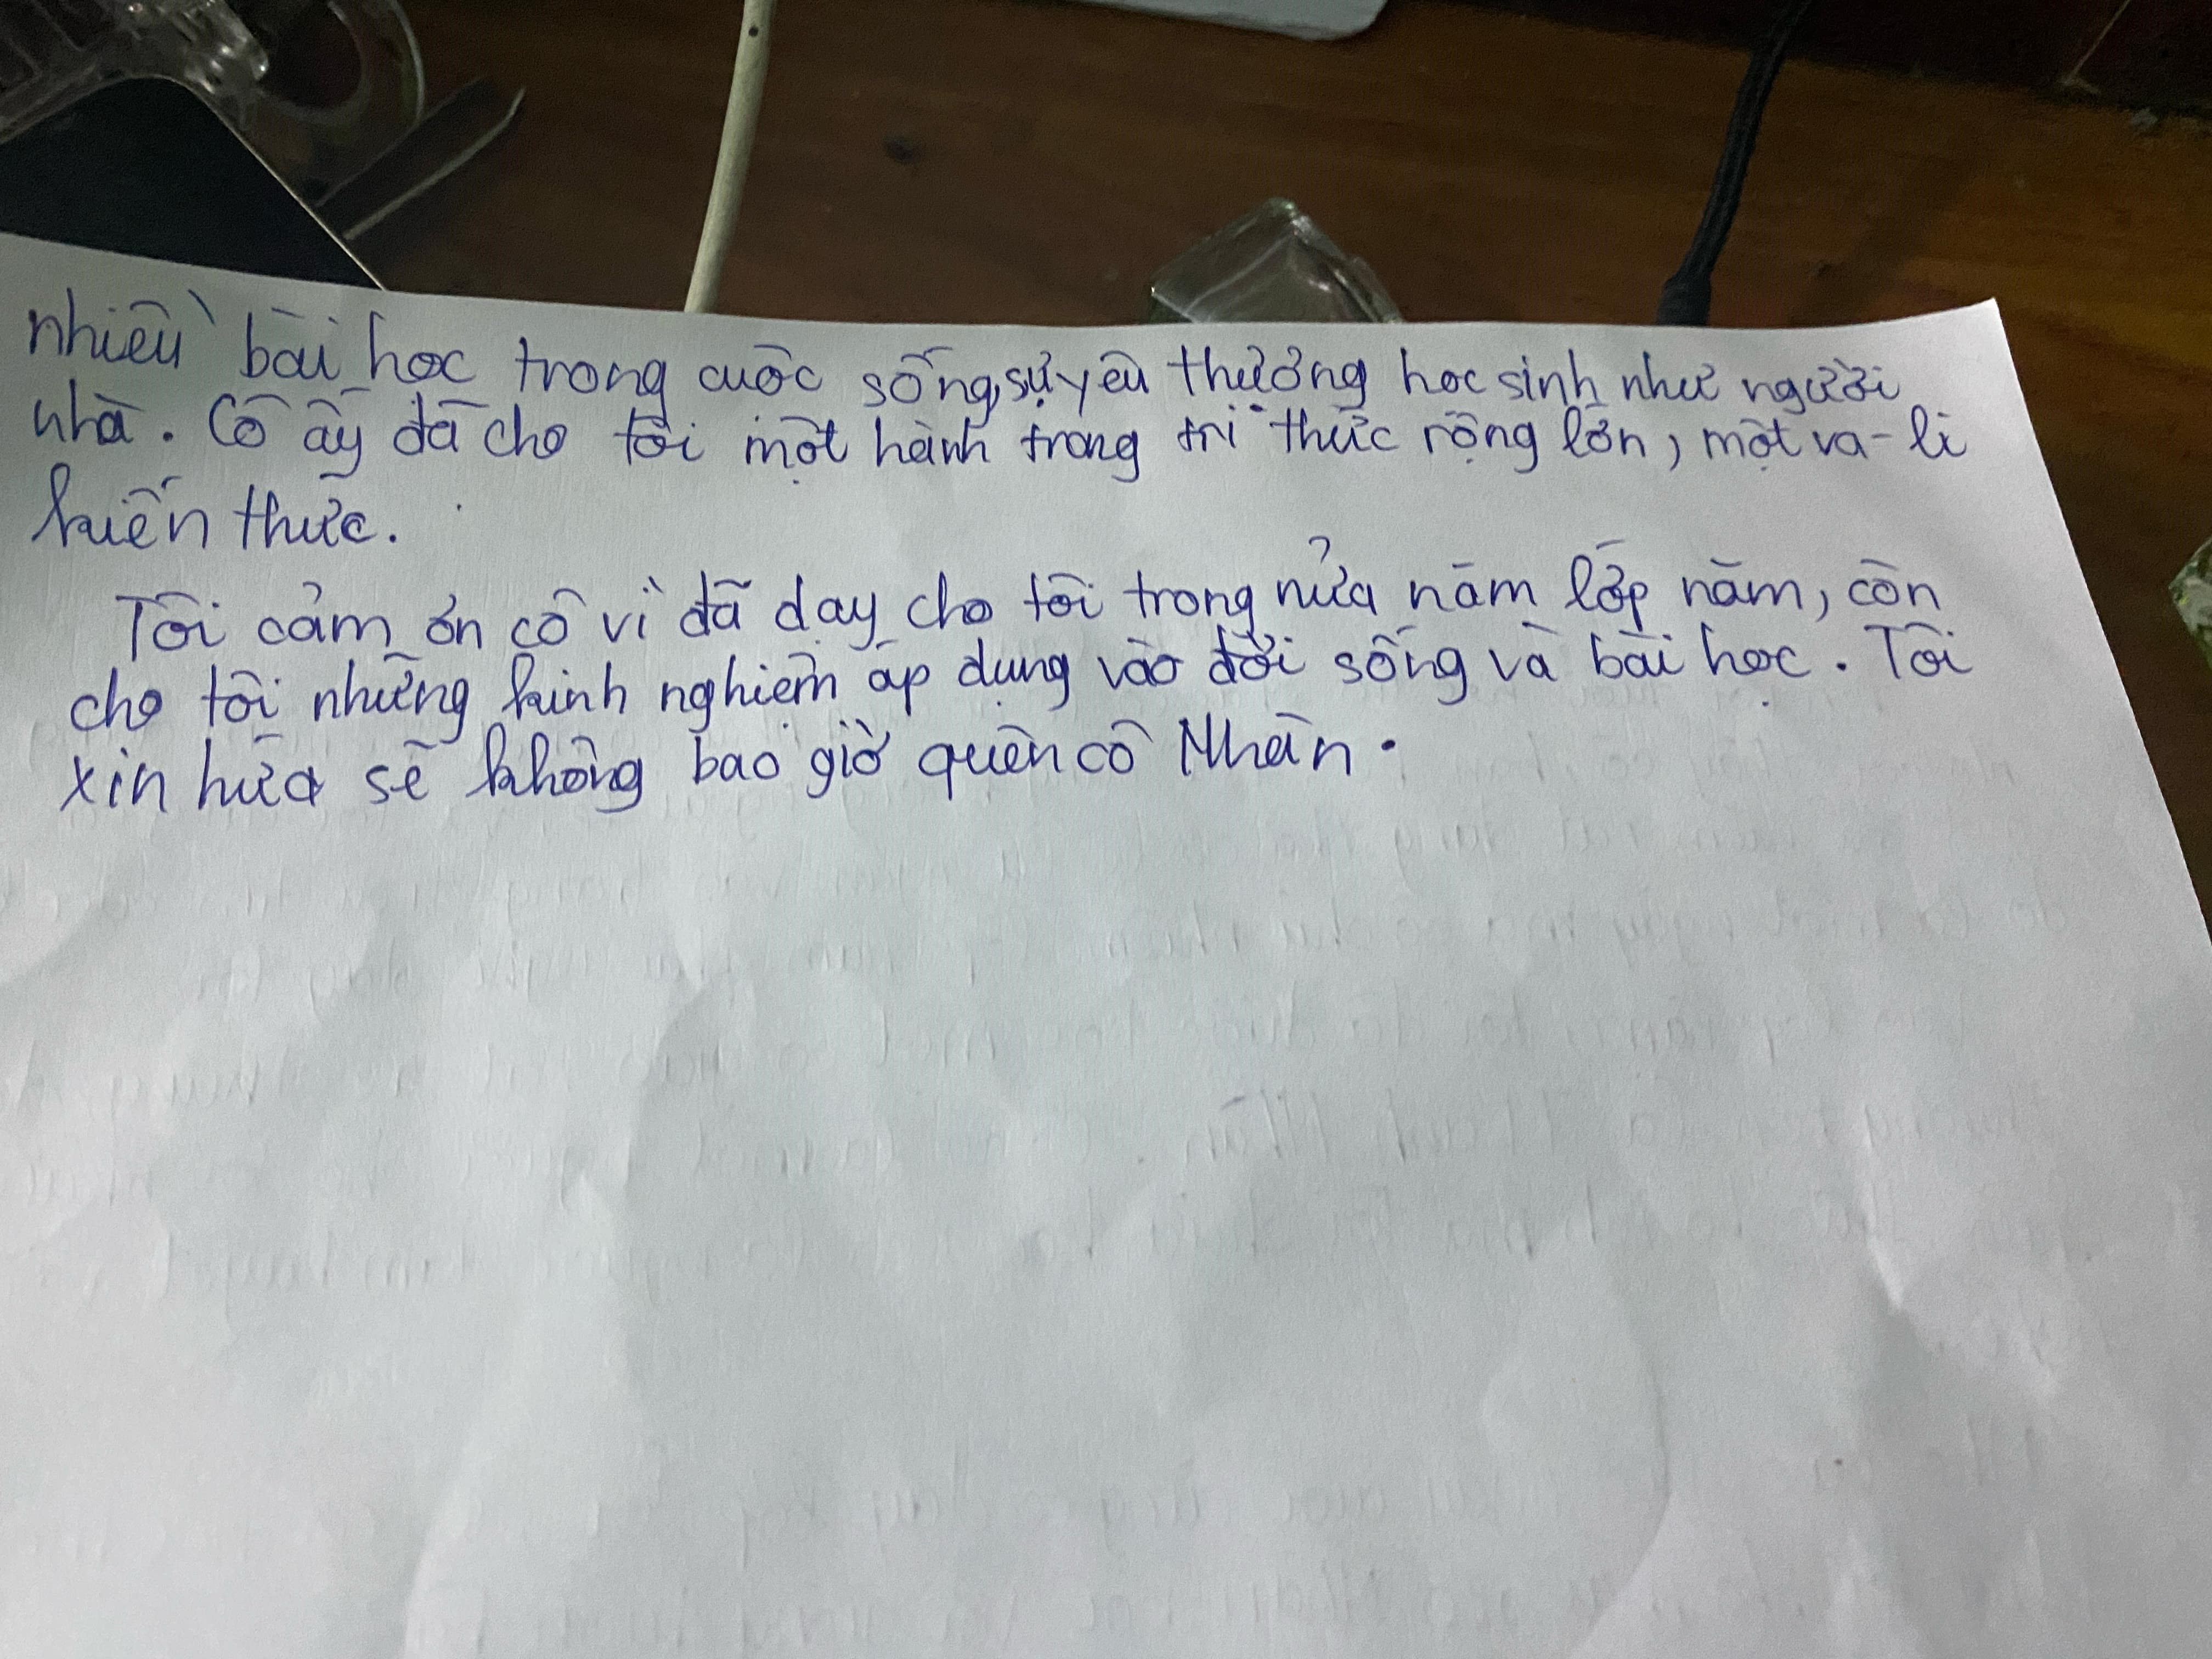 nhiều bài học trong cuộc sống, sự yêu thương học sinh như người
nhà. Cô ấy đã cho tôi một hành trang tri thức rộng lớn, một va-li
kiến thức.
Tôi cảm ơn cô vì đã dạy cho tôi trong nửa năm lớp năm, còn
cho tôi những kinh nghiệm áp dụng vào đời sống và bài học. Tôi
xin hứa sẽ không bao giờ quên cô Nhàn.